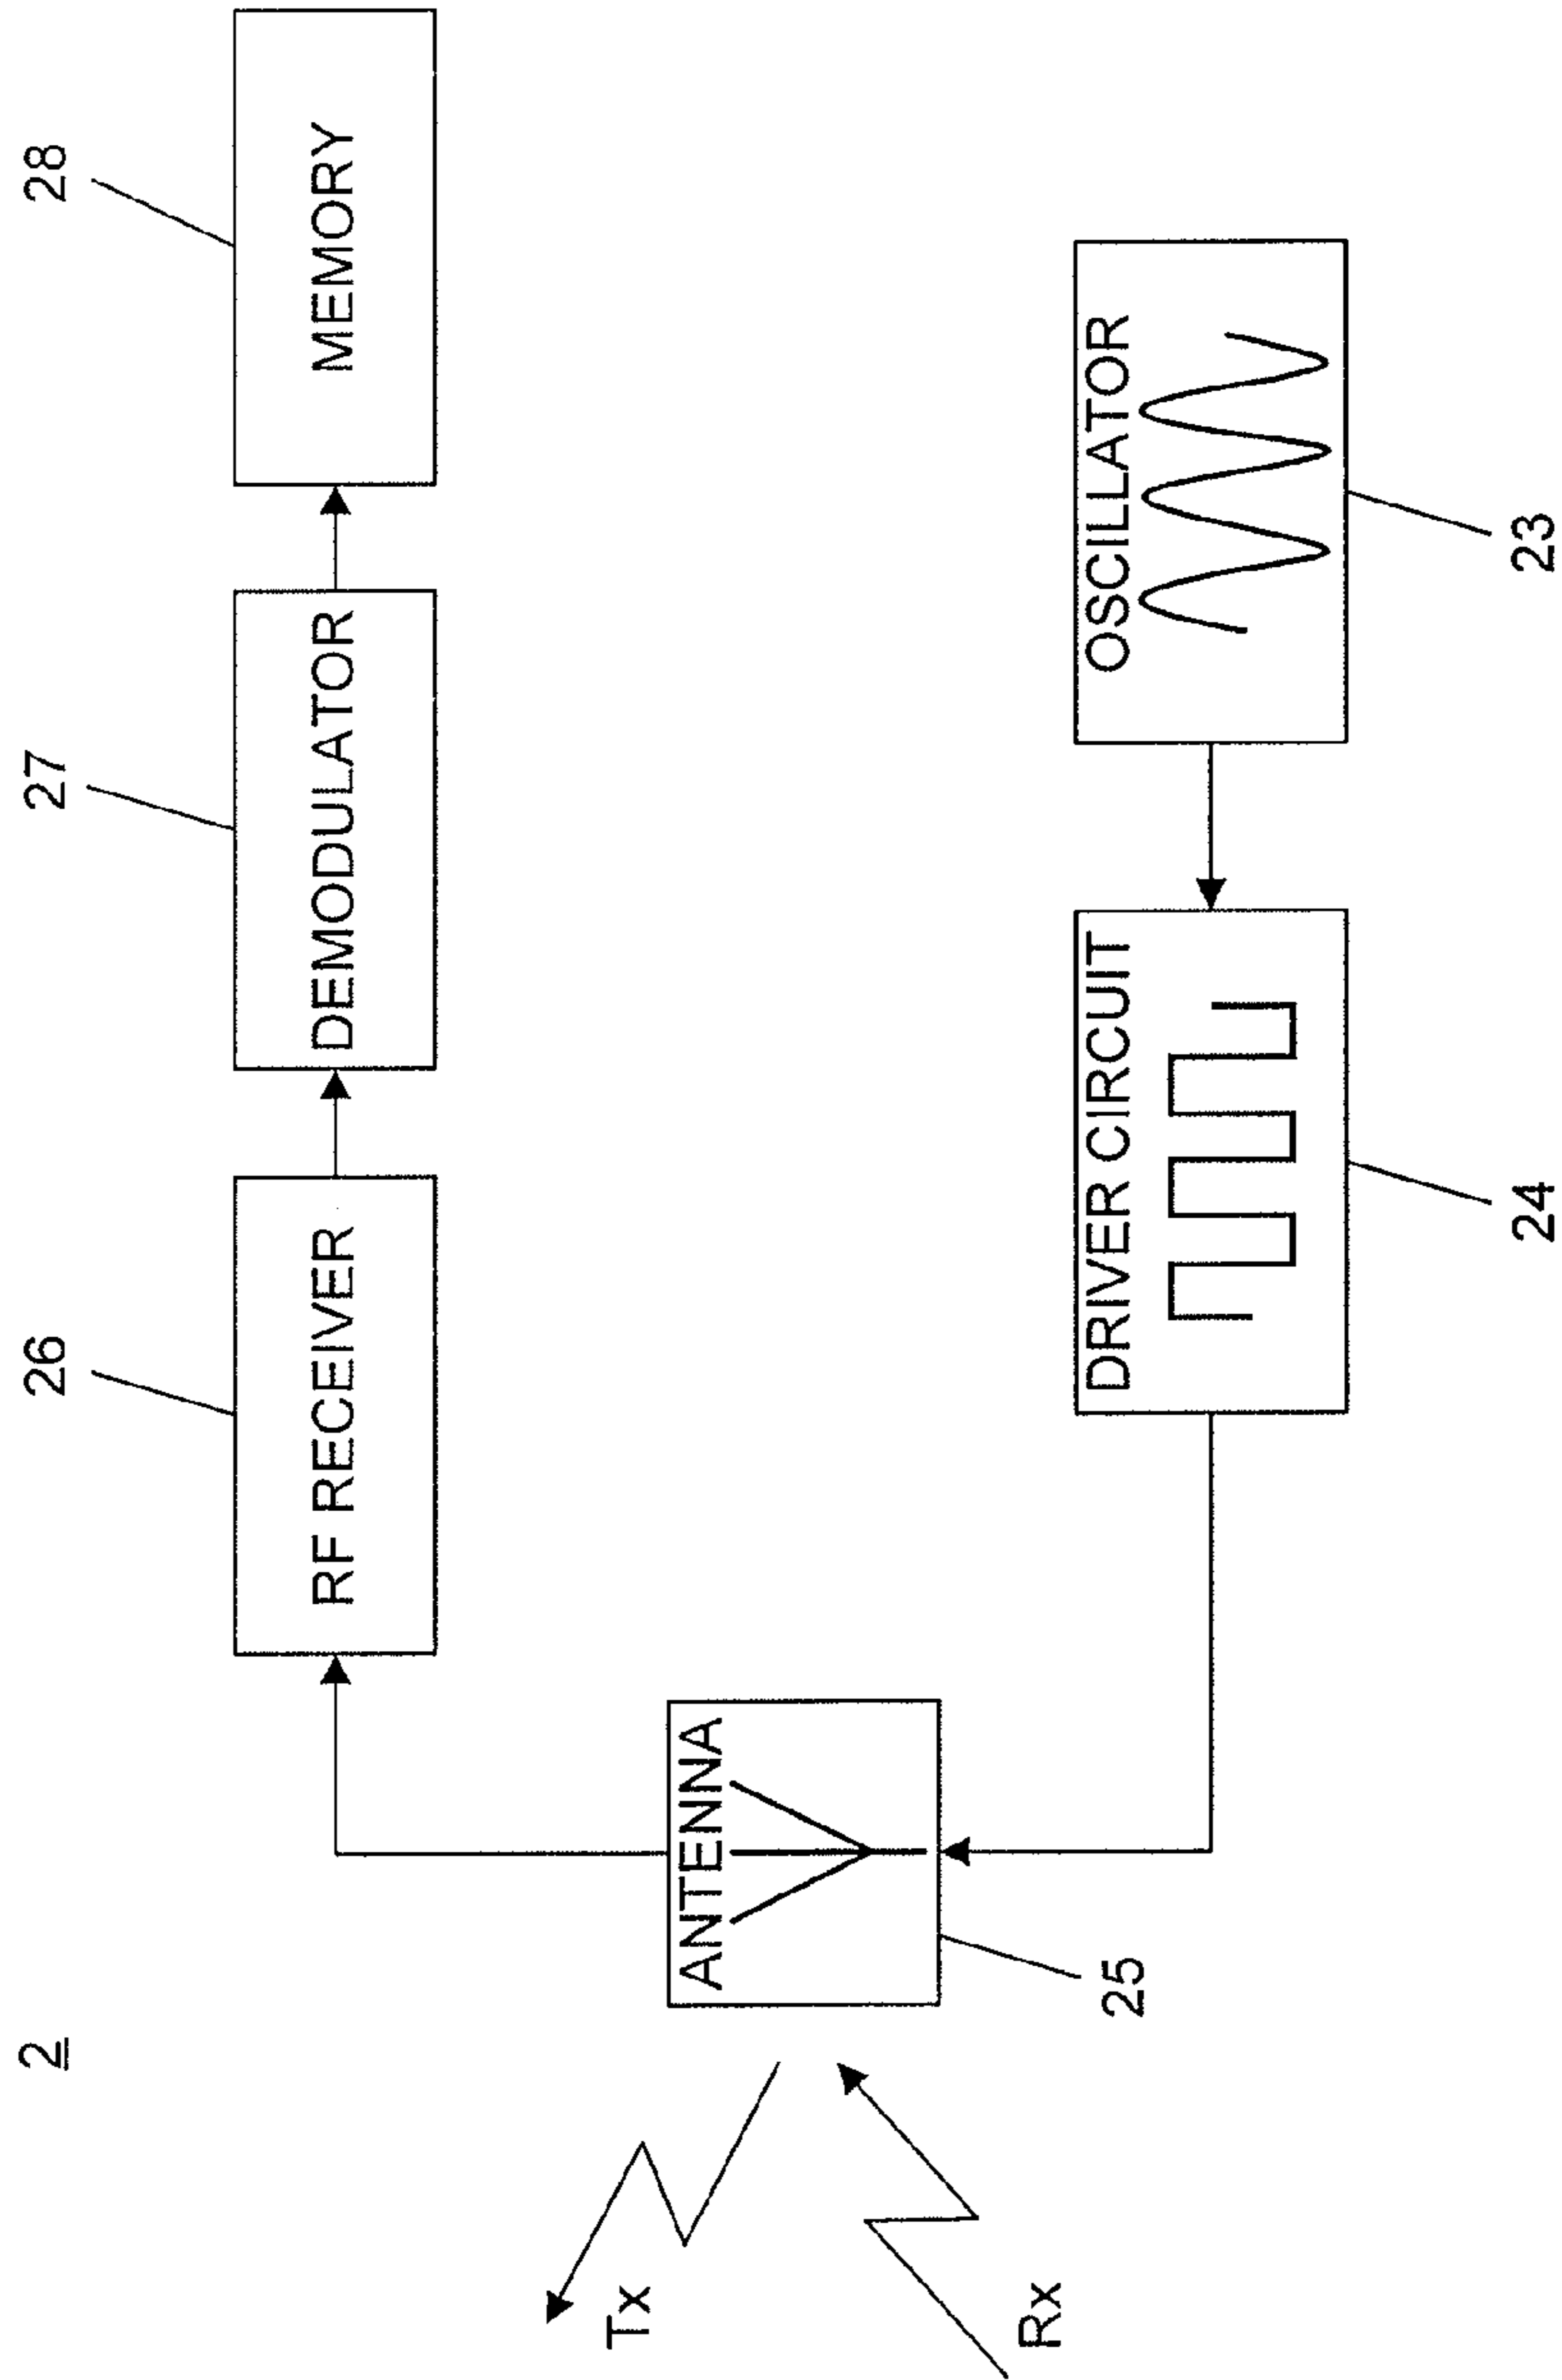 2
26
27
28
RF RECEIVER
DEMODULATOR
MEMORY
Tx
ANTENNA
Rx
25
DRIVER CIRCUIT
OSCILLATOR
24
23